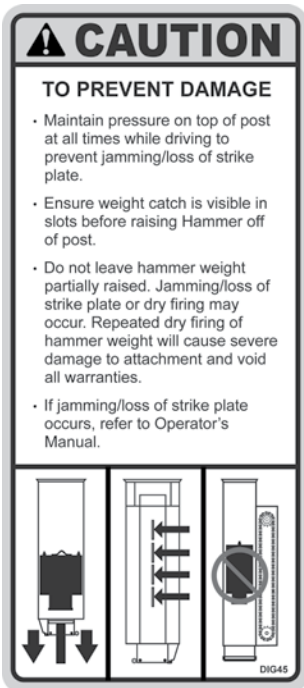 CAUTION
TO PREVENT DAMAGE
· Maintain pressure on top of post
at all times while driving to
prevent jamming/loss of strike
plate.
· Ensure weight catch is visible in
slots before raising Hammer off
of post.
· Do not leave hammer weight
partially raised. Jamming/loss of
strike plate or dry firing may
occur. Repeated dry firing of
hammer weight will cause severe
damage to attachment and void
all warranties.
· If jamming/loss of strike plate
occurs, refer to Operator's
Manual.
DIG45